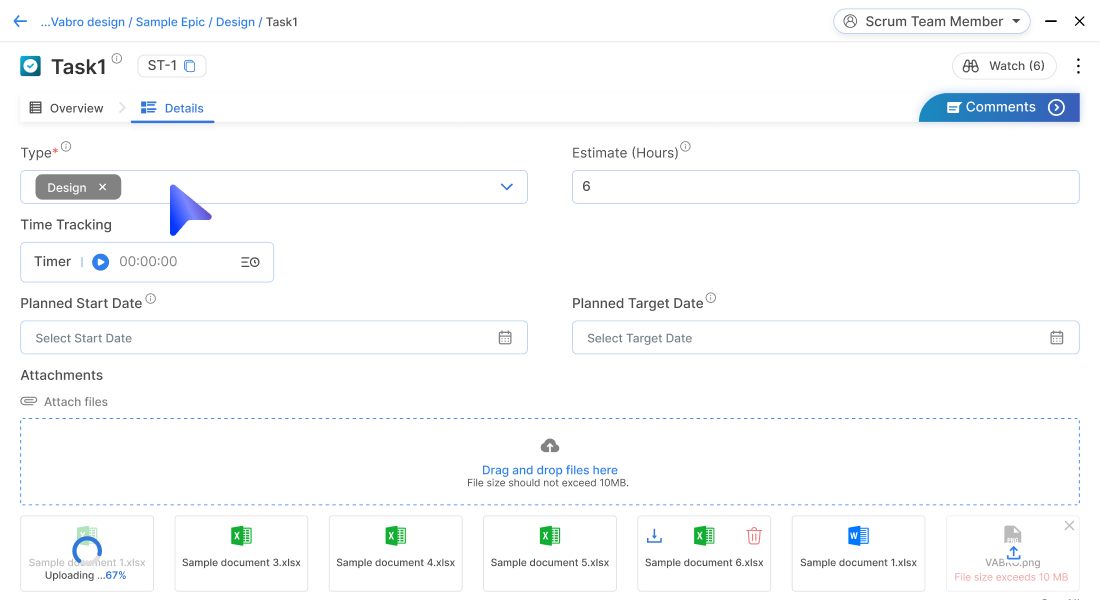 ...Vabro design / Sample Epic / Design / Task1
Scrum Team Member
Task1
ST-1
Watch (6)
Overview
Details
Comments
Type*
Estimate (Hours)
Design
6
Time Tracking
Timer
00:00:00
Planned Start Date
Planned Target Date
Select Start Date
Select Target Date
Attachments
Attach files
Drag and drop files here
File size should not exceed 10MB.
Sample document 1.xlsx
Uploading ...67%
Sample document 3.xlsx
Sample document 4.xlsx
Sample document 5.xlsx
Sample document 6.xlsx
Sample document 1.xlsx
PNG
VABRO.png
File size exceeds 10 MB